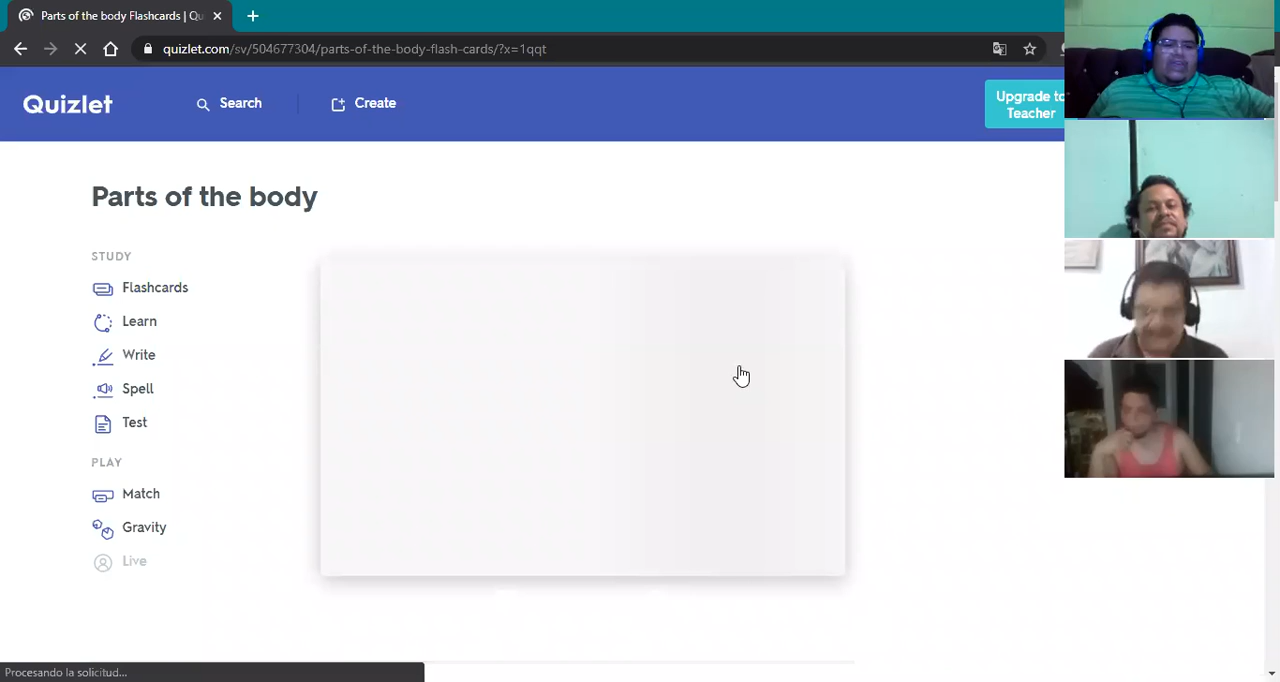 Parts of the body Flashcards | Qu
quizlet.com/sv/504677304/parts-of-the-body-flash-cards/?x=1qqt
Quizlet
Search
Create
Upgrade to
Teacher
Parts of the body
STUDY
Flashcards
Learn
Write
Spell
Test
PLAY
Match
Gravity
Live
Procesando la solicitud...